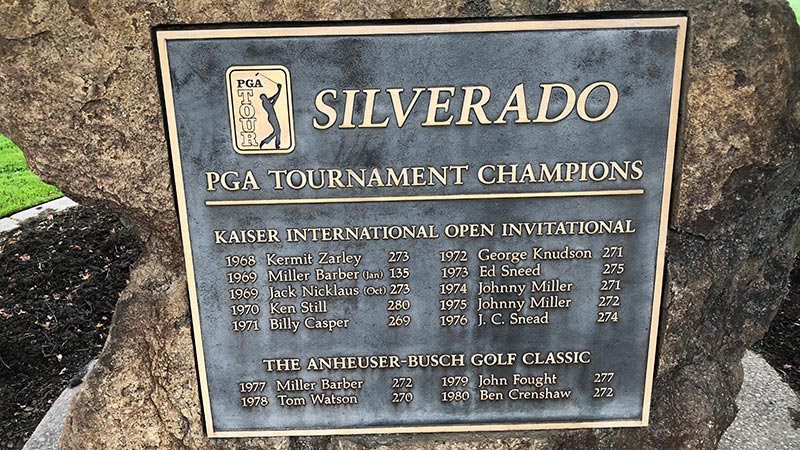 PGA
TOUR
SILVERADO
PGA TOURNAMENT CHAMPIONS
KAISER INTERNATIONAL OPEN INVITATIONAL
1968 Kermit Zarley 273
1969 Miller Barber (Jan) 135
1969 Jack Nicklaus (Oct) 273
1970 Ken Still 280
1971 Billy Casper 269
1972 George Knudson 271
1973 Ed Sneed 275
1974 Johnny Miller 271
1975 Johnny Miller 272
1976 J. C. Snead 274
THE ANHEUSER-BUSCH GOLF CLASSIC
1977 Miller Barber 272
1978 Tom Watson 270
1979 John Fought 277
1980 Ben Crenshaw 272